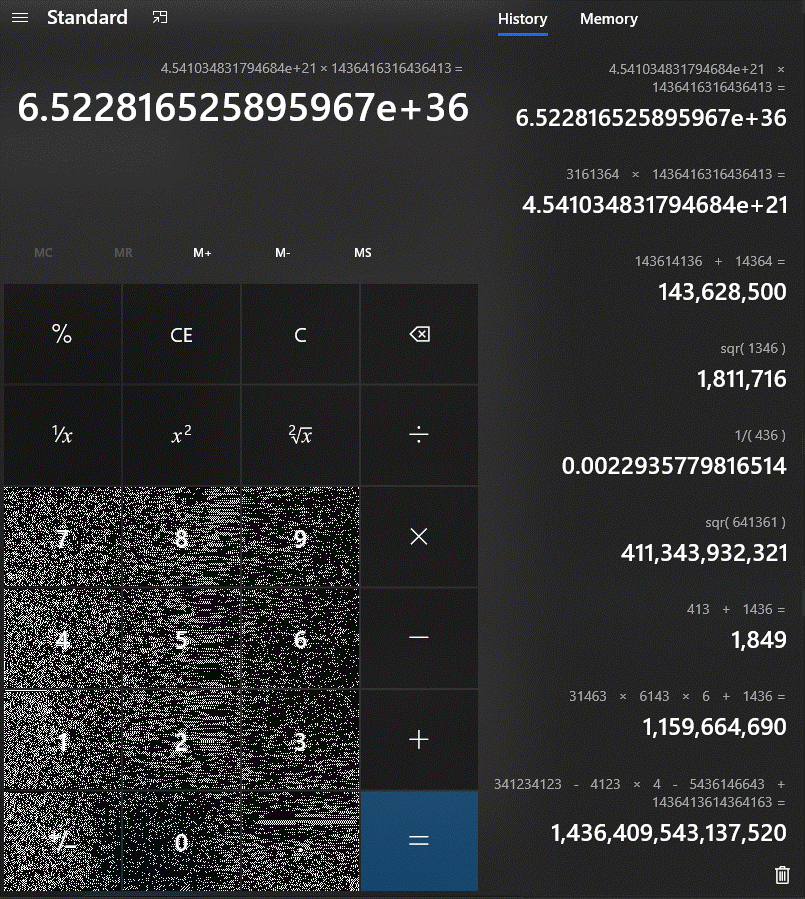 Standard
4.541034831794684e+21 × 1436416316436413 =
6.522816525895967e+36
MC MR M+ M- MS
% CE C
⅟x x² ²√x ÷
7 8 9 ×
4 5 6 −
1 2 3 +
+/− 0 . =
History Memory
4.541034831794684e+21 ×
1436416316436413 =
6.522816525895967e+36
3161364 × 1436416316436413 =
4.541034831794684e+21
143614136 + 14364 =
143,628,500
sqr( 1346 )
1,811,716
1/( 436 )
0.0022935779816514
sqr( 641361 )
411,343,932,321
413 + 1436 =
1,849
31463 × 6143 × 6 + 1436 =
1,159,664,690
341234123 - 4123 × 4 - 5436146643 +
1436413614364163 =
1,436,409,543,137,520